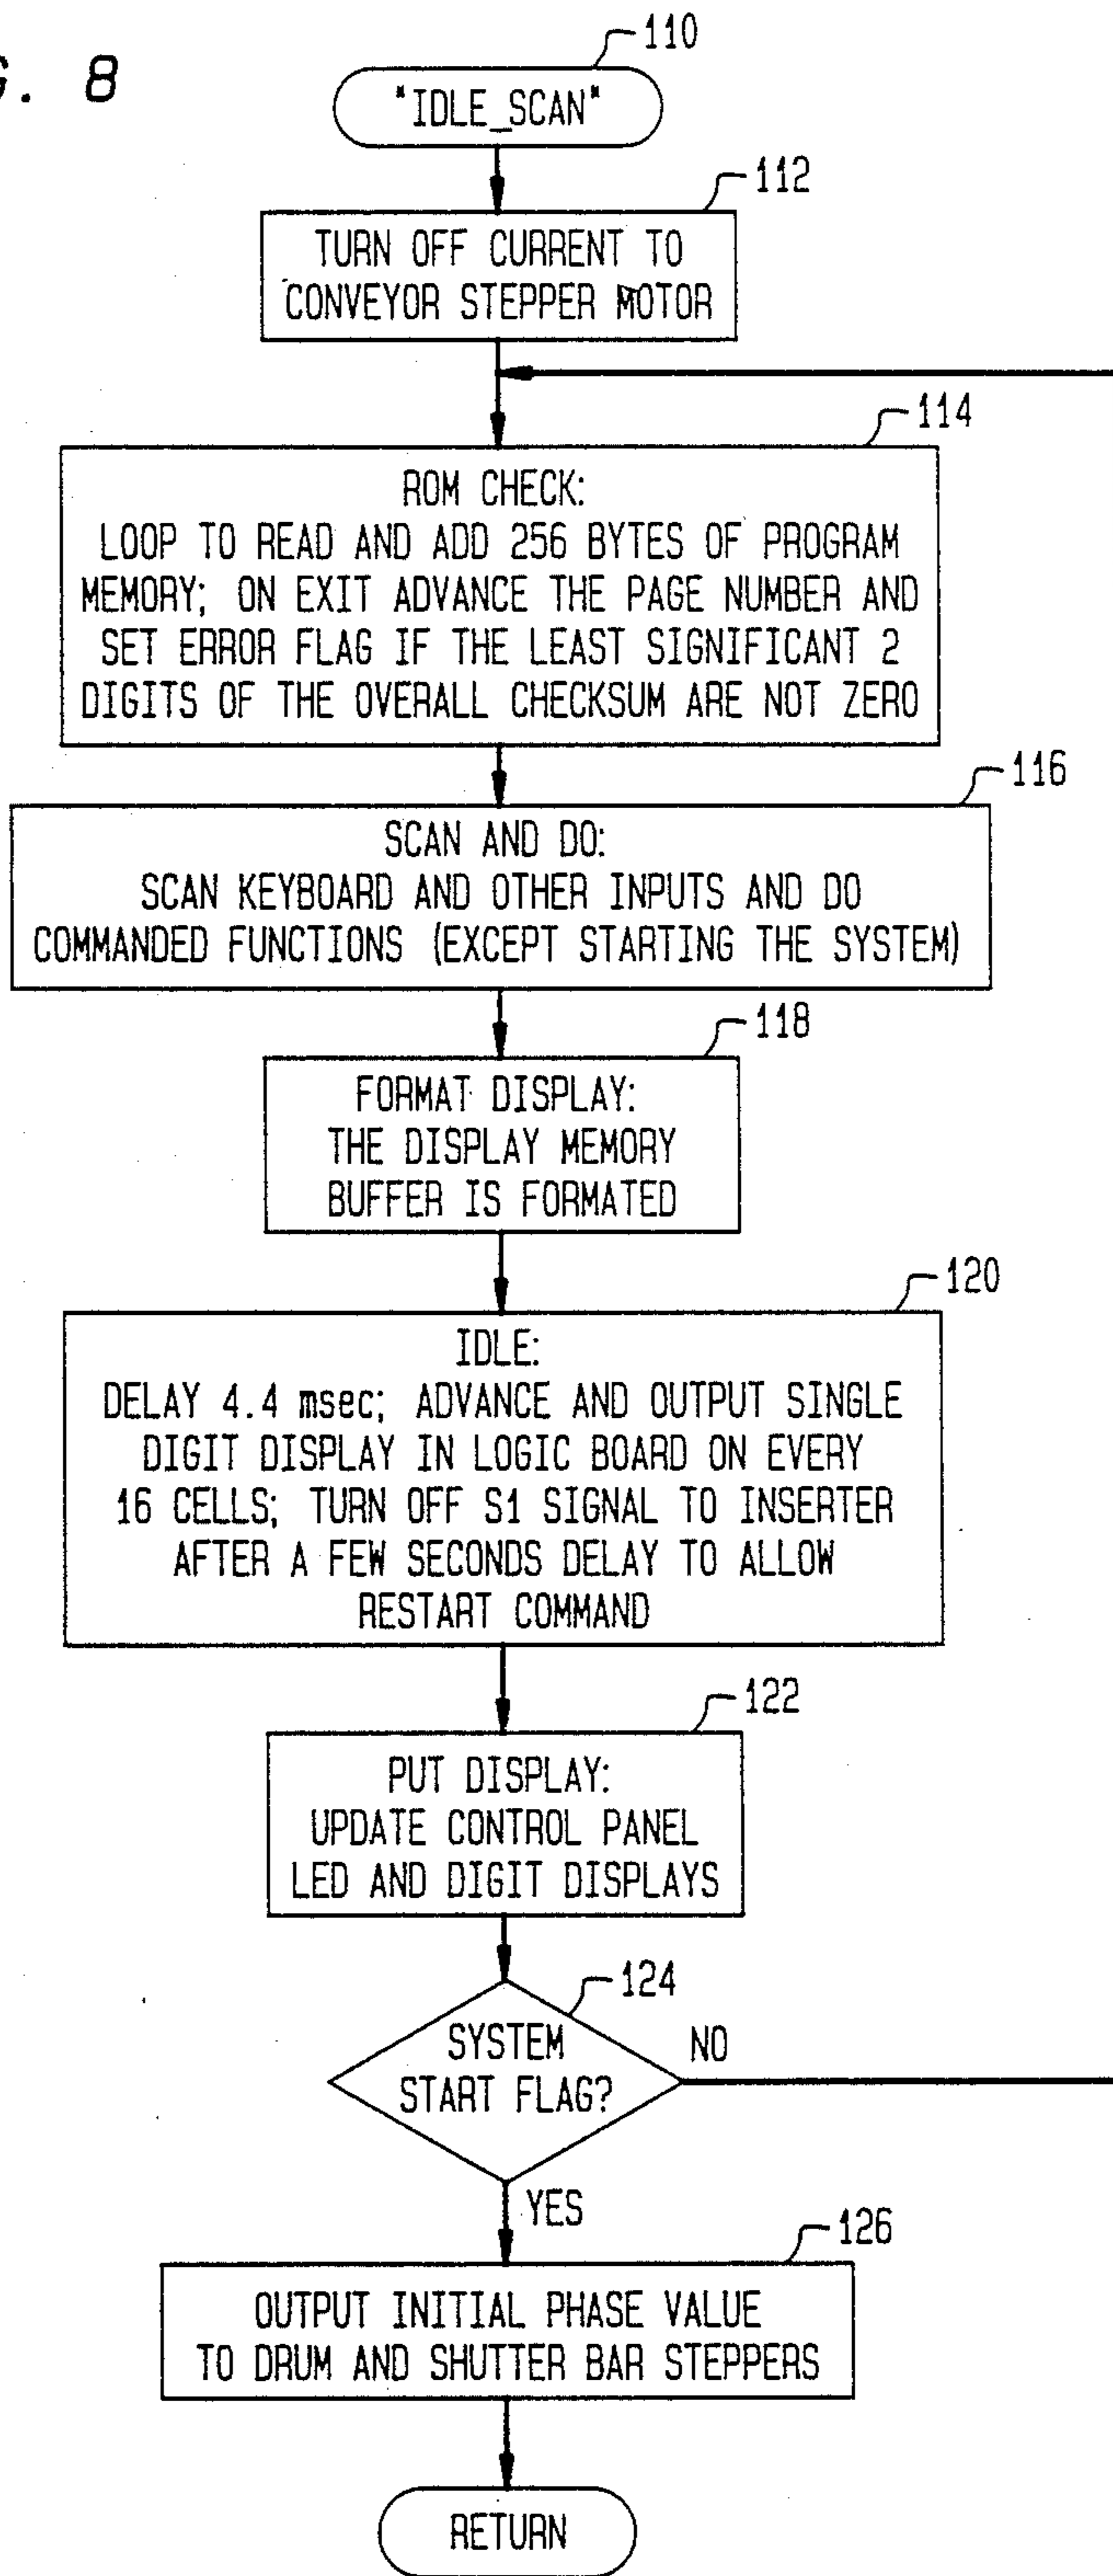 G. 8
110
"IDLE_SCAN"
112
TURN OFF CURRENT TO
CONVEYOR STEPPER MOTOR
114
ROM CHECK:
LOOP TO READ AND ADD 256 BYTES OF PROGRAM
MEMORY; ON EXIT ADVANCE THE PAGE NUMBER AND
SET ERROR FLAG IF THE LEAST SIGNIFICANT 2
DIGITS OF THE OVERALL CHECKSUM ARE NOT ZERO
116
SCAN AND DO:
SCAN KEYBOARD AND OTHER INPUTS AND DO
COMMANDED FUNCTIONS (EXCEPT STARTING THE SYSTEM)
118
FORMAT DISPLAY:
THE DISPLAY MEMORY
BUFFER IS FORMATED
120
IDLE:
DELAY 4.4 msec; ADVANCE AND OUTPUT SINGLE
DIGIT DISPLAY IN LOGIC BOARD ON EVERY
16 CELLS; TURN OFF S1 SIGNAL TO INSERTER
AFTER A FEW SECONDS DELAY TO ALLOW
RESTART COMMAND
122
PUT DISPLAY:
UPDATE CONTROL PANEL
LED AND DIGIT DISPLAYS
124
SYSTEM
START FLAG?
NO
YES
126
OUTPUT INITIAL PHASE VALUE
TO DRUM AND SHUTTER BAR STEPPERS
RETURN